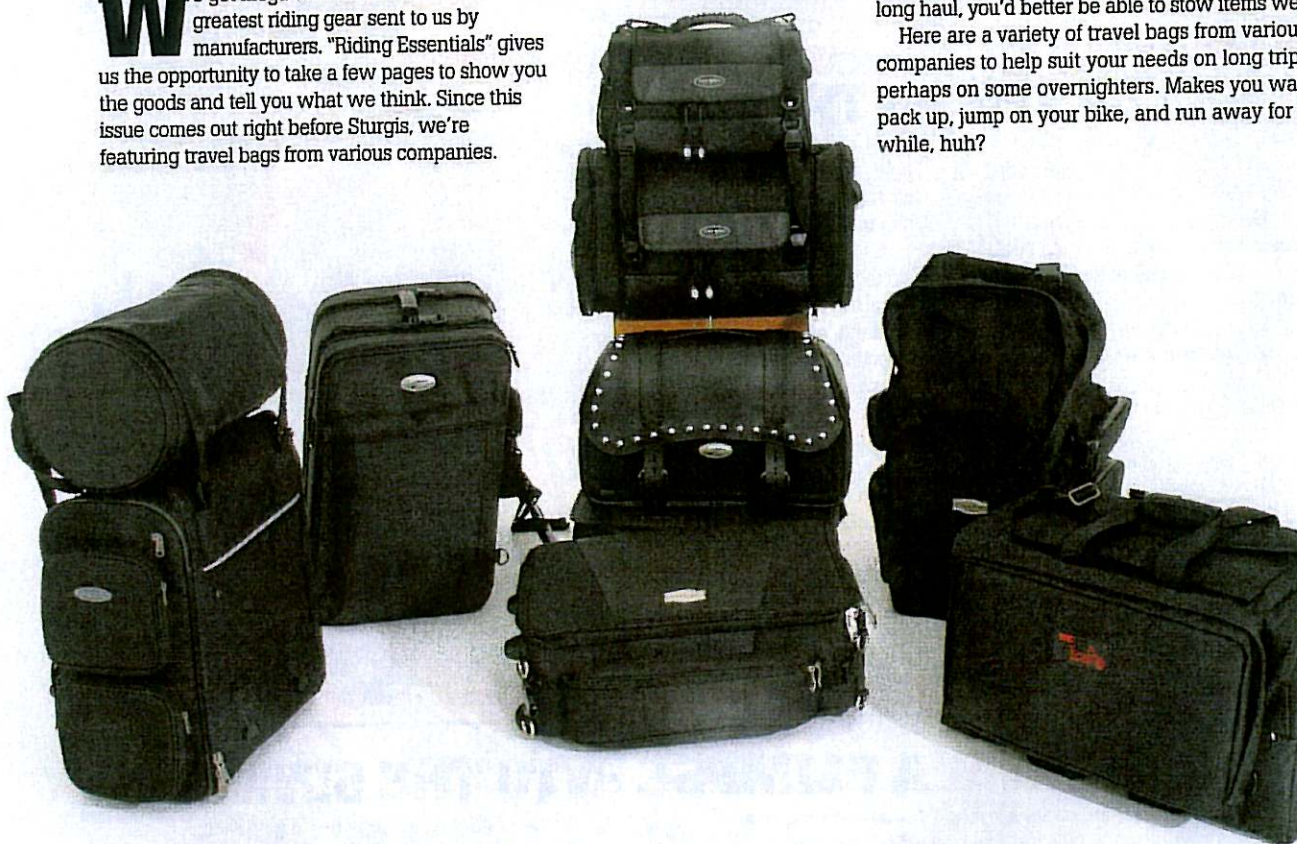 W
greatest riding gear sent to us by
manufacturers. "Riding Essentials" gives
us the opportunity to take a few pages to show you
the goods and tell you what we think. Since this
issue comes out right before Sturgis, we're
featuring travel bags from various companies.
long haul, you'd better be able to stow items we
Here are a variety of travel bags from variou
companies to help suit your needs on long trip
perhaps on some overnighters. Makes you wa
pack up, jump on your bike, and run away for
while, huh?